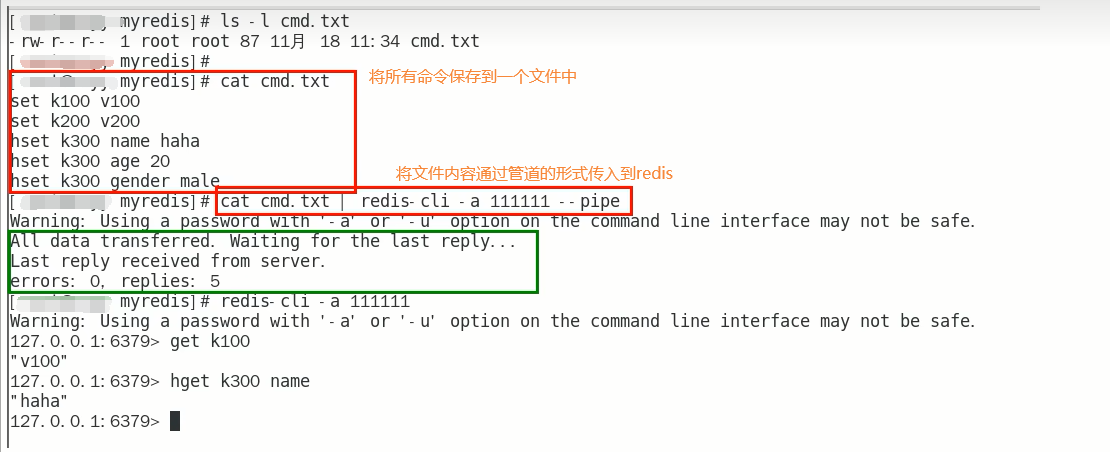 [ myredis]# ls -l cmd.txt
-rw-r--r-- 1 root root 87 11月 18 11:34 cmd.txt
[ myredis]#
[ myredis]# cat cmd.txt 将所有命令保存到一个文件中
set k100 v100
set k200 v200
hset k300 name haha
hset k300 age 20
将文件内容通过管道的形式传入到redis
hset k300 gender male
[ myredis]# cat cmd.txt | redis-cli -a 111111 --pipe
Warning: Using a password with '-a' or '-u' option on the command line interface may not be safe.
All data transferred. Waiting for the last reply...
Last reply received from server.
errors: 0, replies: 5
[ myredis]# redis-cli -a 111111
Warning: Using a password with '-a' or '-u' option on the command line interface may not be safe.
127.0.0.1:6379> get k100
"v100"
127.0.0.1:6379> hget k300 name
"haha"
127.0.0.1:6379>